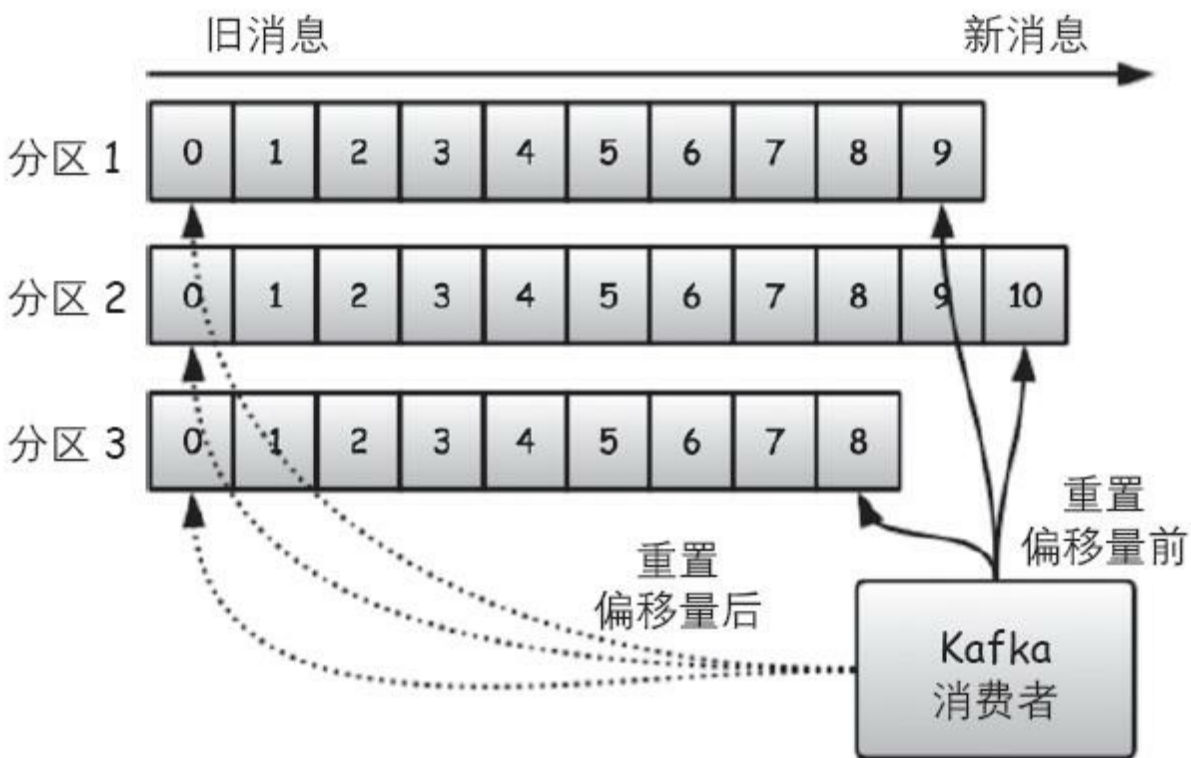 旧消息 新消息
分区 1 0 1 2 3 4 5 6 7 8 9
分区 2 0 1 2 3 4 5 6 7 8 9 10
分区 3 0 1 2 3 4 5 6 7 8
重置
偏移量前
重置
偏移量后
Kafka
消费者